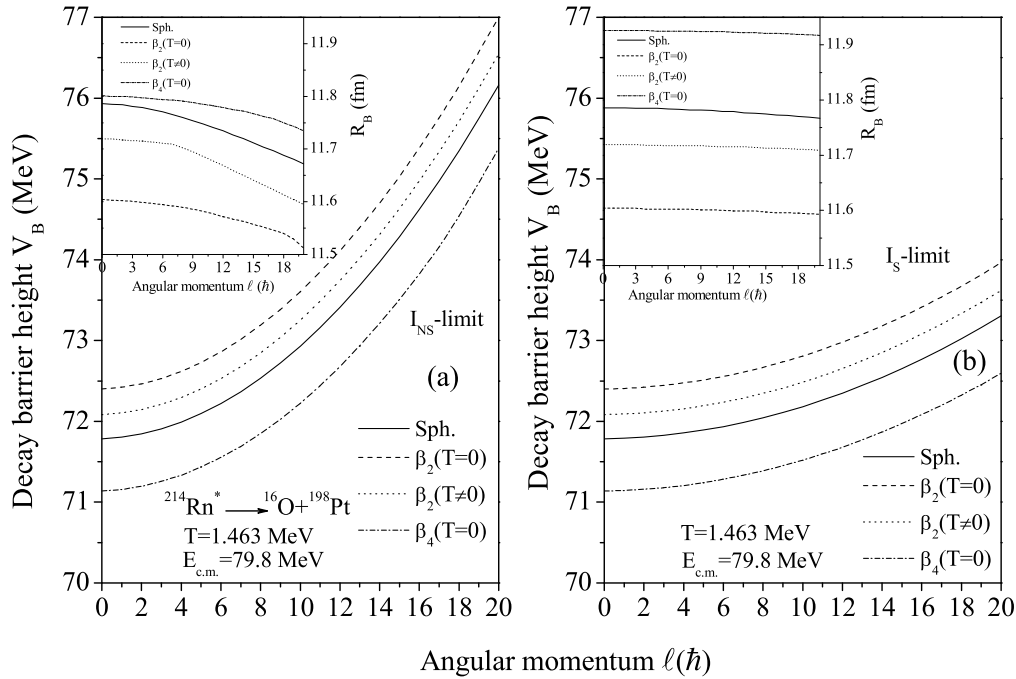 77
76
75
74
73
72
71
70
Decay barrier height V_B (MeV)
Sph.
β₂(T=0)
β₂(T≠0)
β₄(T=0)
11.9
11.8
11.7
11.6
11.5
R_B (fm)
0 3 6 9 12 15 18
Angular momentum ℓ (ħ)
I_NS-limit
(a)
Sph.
β₂(T=0)
β₂(T≠0)
β₄(T=0)
²¹⁴Rn* ⟶ ¹⁶O+¹⁹⁸Pt
T=1.463 MeV
E_c.m.=79.8 MeV
0 2 4 6 8 10 12 14 16 18 20
77
76
75
74
73
72
71
70
Decay barrier height V_B (MeV)
Sph.
β₂(T=0)
β₂(T≠0)
β₄(T=0)
11.9
11.8
11.7
11.6
11.5
R_B (fm)
0 3 6 9 12 15 18
Angular momentum ℓ (ħ)
I_S-limit
(b)
Sph.
β₂(T=0)
β₂(T≠0)
β₄(T=0)
T=1.463 MeV
E_c.m.=79.8 MeV
0 2 4 6 8 10 12 14 16 18 20
Angular momentum ℓ(ħ)